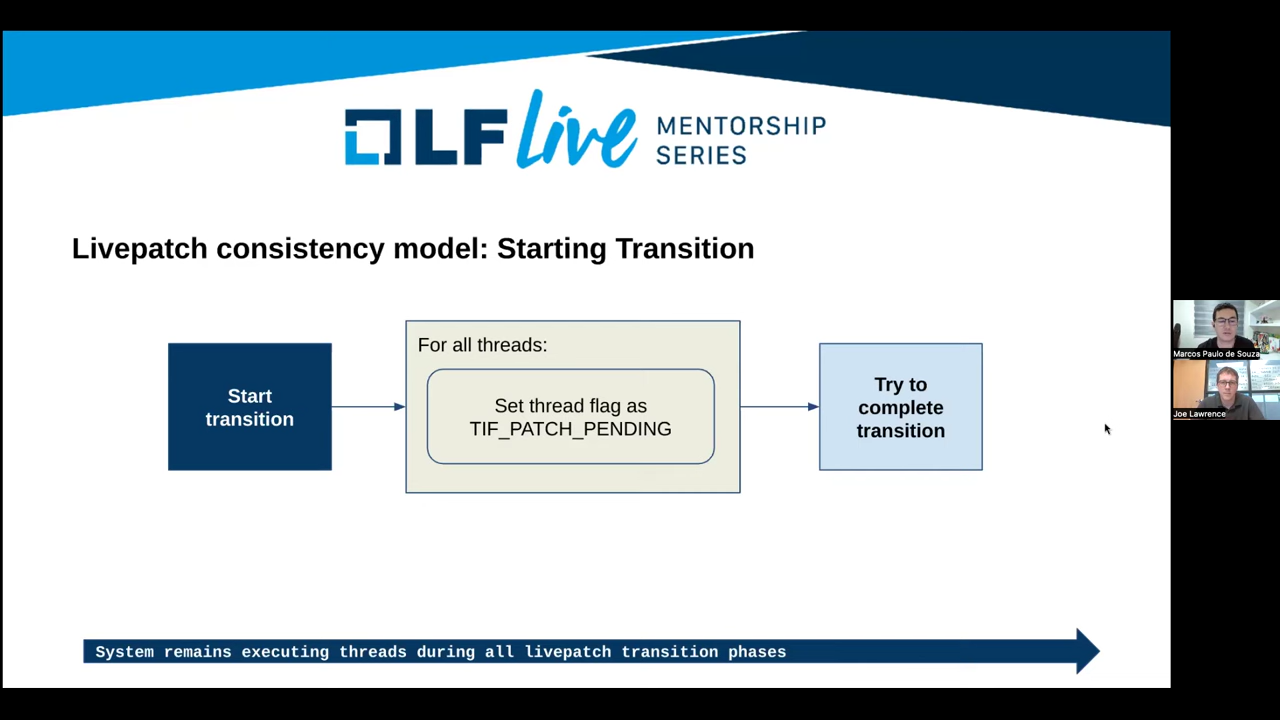 LF Live MENTORSHIP
SERIES
Livepatch consistency model: Starting Transition
Start
transition
For all threads:
Set thread flag as
TIF_PATCH_PENDING
Try to
complete
transition
Marcos Paulo de Souza
Joe Lawrence
System remains executing threads during all livepatch transition phases